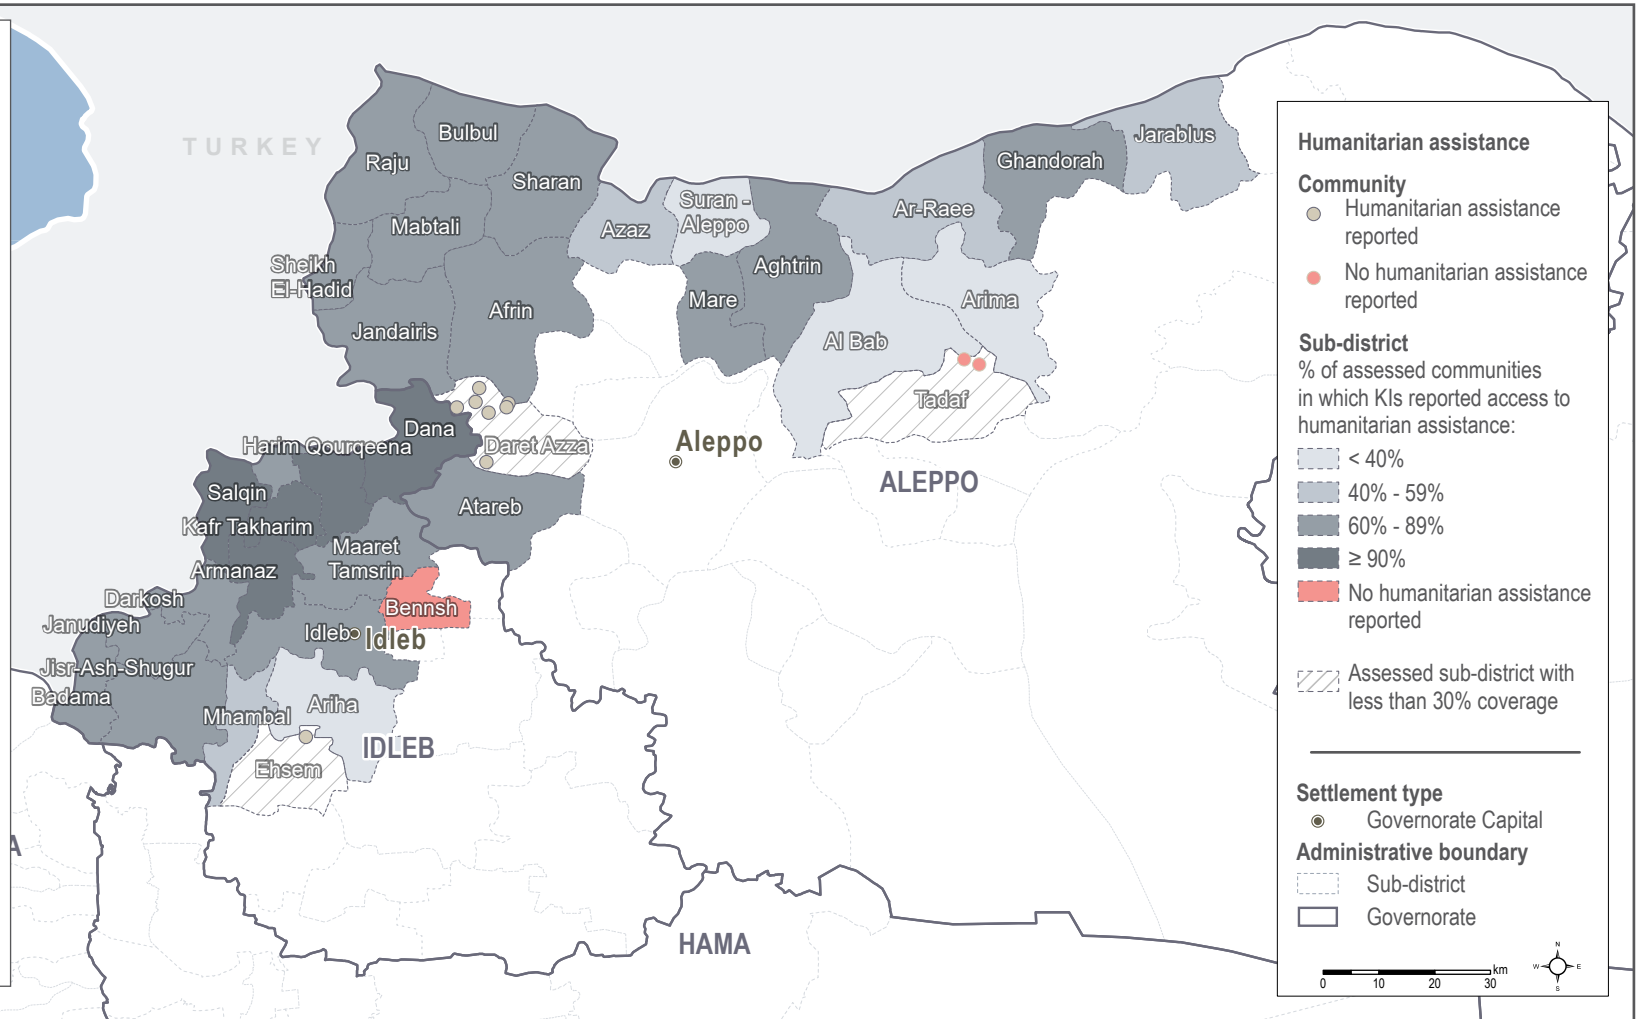 TURKEY
Bulbul
Raju
Sharan
Mabtali
Sheikh
El-Hadid
Jandairis
Afrin
Azaz
Suran -
Aleppo
Aghtrin
Mare
Ar-Raee
Ghandorah
Jarablus
Arima
Al Bab
Tadaf
Dana
Daret Azza
Harim Qourqeena
Aleppo
ALEPPO
Salqin
Atareb
Kafr Takharim
Maaret
Tamsrin
Armanaz
Darkosh
Bennsh
Janudiyeh
Idleb
Idleb
Jisr-Ash-Shugur
Badama
Mhambal
Ariha
IDLEB
Ehsem
A
HAMA
Humanitarian assistance
Community
Humanitarian assistance
reported
No humanitarian assistance
reported
Sub-district
% of assessed communities
in which KIs reported access to
humanitarian assistance:
< 40%
40% - 59%
60% - 89%
≥ 90%
No humanitarian assistance
reported
Assessed sub-district with
less than 30% coverage
Settlement type
Governorate Capital
Administrative boundary
Sub-district
Governorate
km
0 10 20 30
N
W E
S